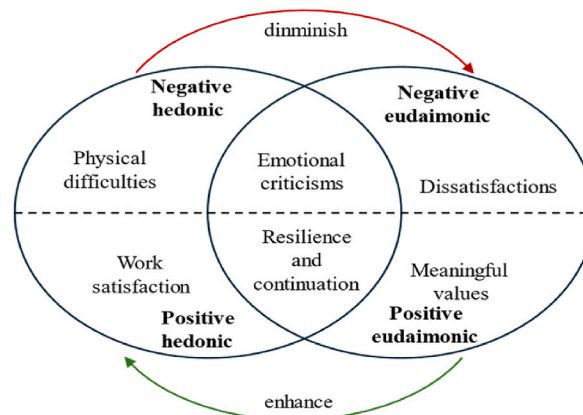 dinminish
Negative
hedonic
Negative
eudaimonic
Physical
difficulties
Emotional
criticisms
Dissatisfactions
Work
satisfaction
Resilience
and
continuation
Meaningful
values
Positive
hedonic
Positive
eudaimonic
enhance